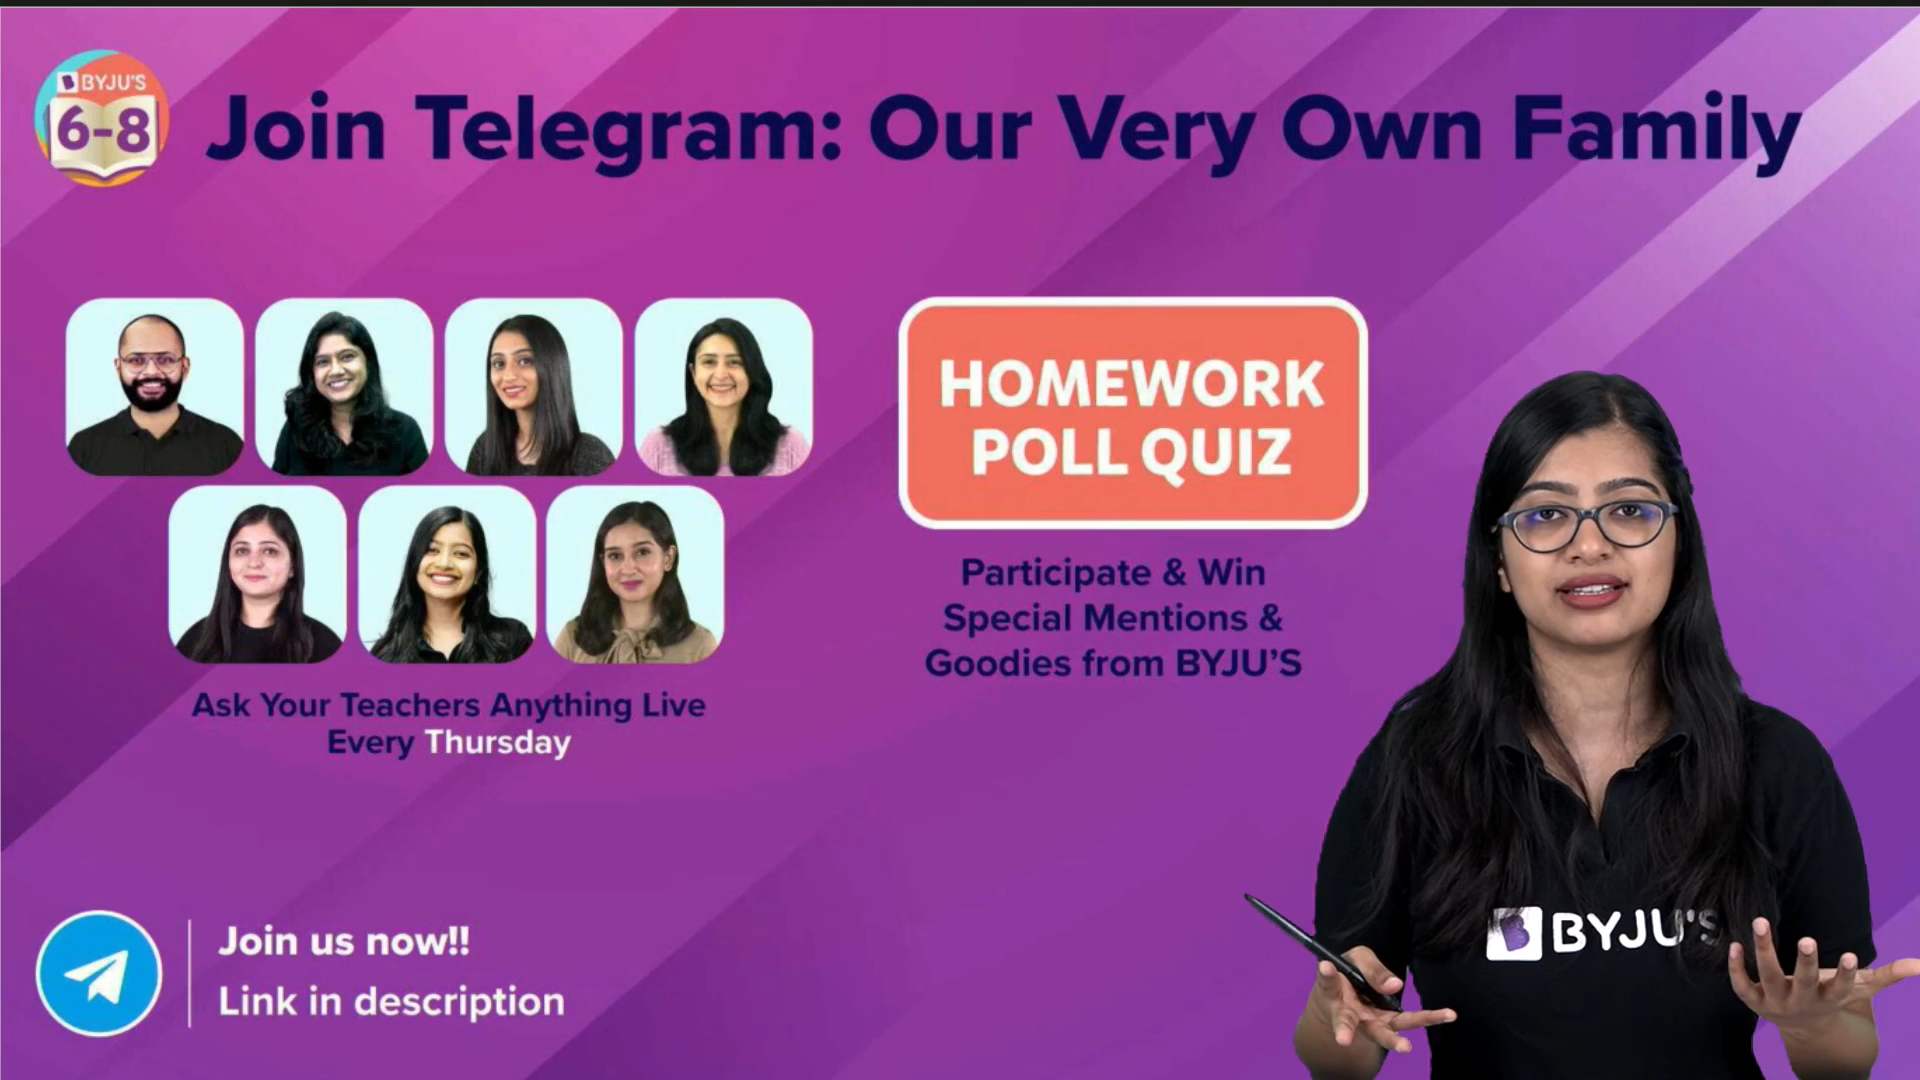 BYJU'S
6-8
Join Telegram: Our Very Own Family
HOMEWORK
POLL QUIZ
Participate & Win
Special Mentions &
Goodies from BYJU'S
Ask Your Teachers Anything Live
Every Thursday
Join us now!!
Link in description
BYJU'S